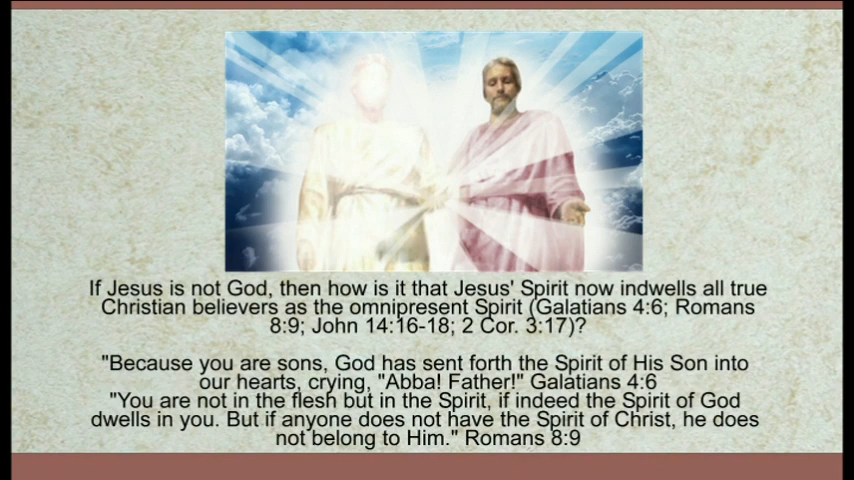 If Jesus is not God, then how is it that Jesus' Spirit now indwells all true
Christian believers as the omnipresent Spirit (Galatians 4:6; Romans
8:9; John 14:16-18; 2 Cor. 3:17)?
"Because you are sons, God has sent forth the Spirit of His Son into
our hearts, crying, "Abba! Father!" Galatians 4:6
"You are not in the flesh but in the Spirit, if indeed the Spirit of God
dwells in you. But if anyone does not have the Spirit of Christ, he does
not belong to Him." Romans 8:9